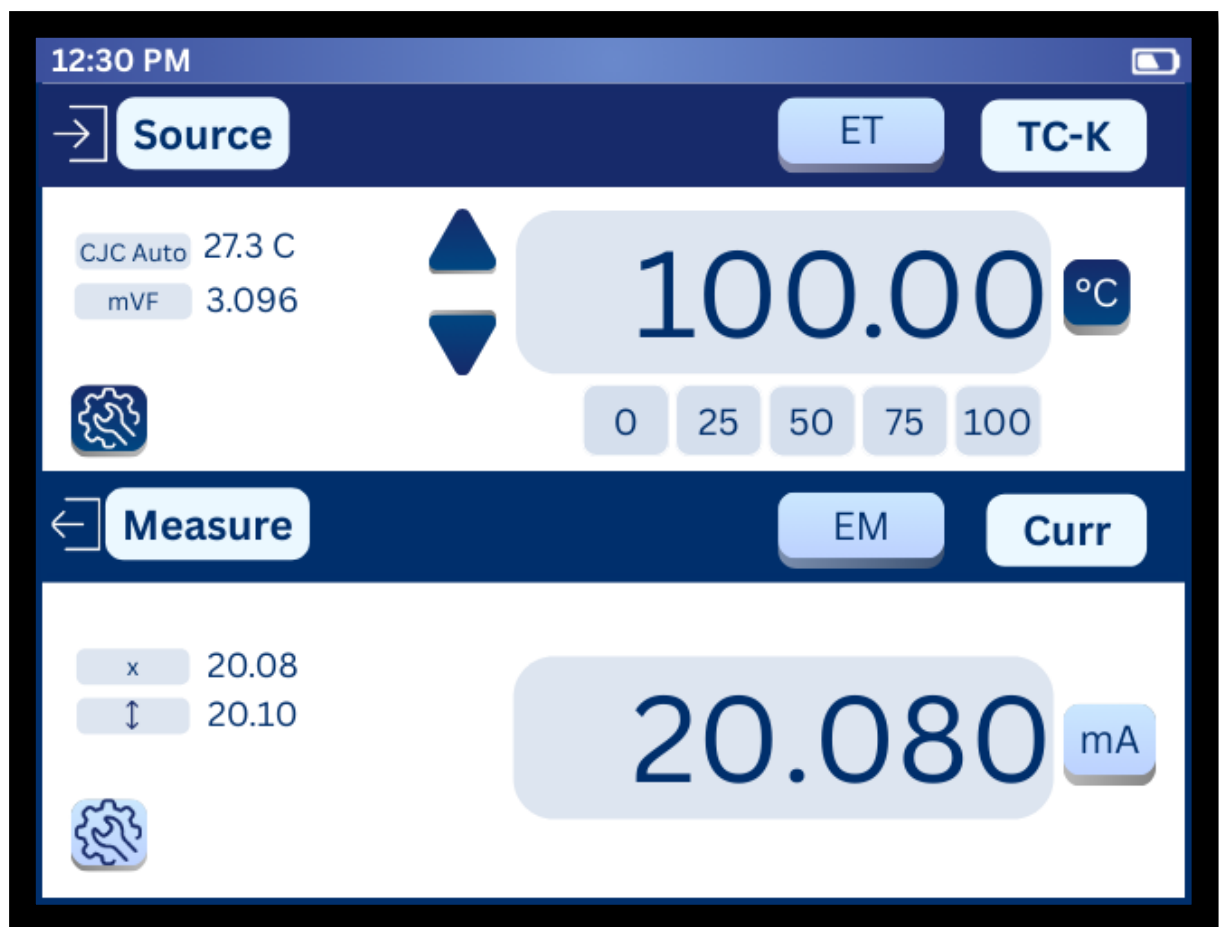 12:30 PM
Source ET TC-K
CJC Auto 27.3 C
mVF 3.096
100.00 °C
0 25 50 75 100
Measure EM Curr
x 20.08
↕ 20.10
20.080 mA